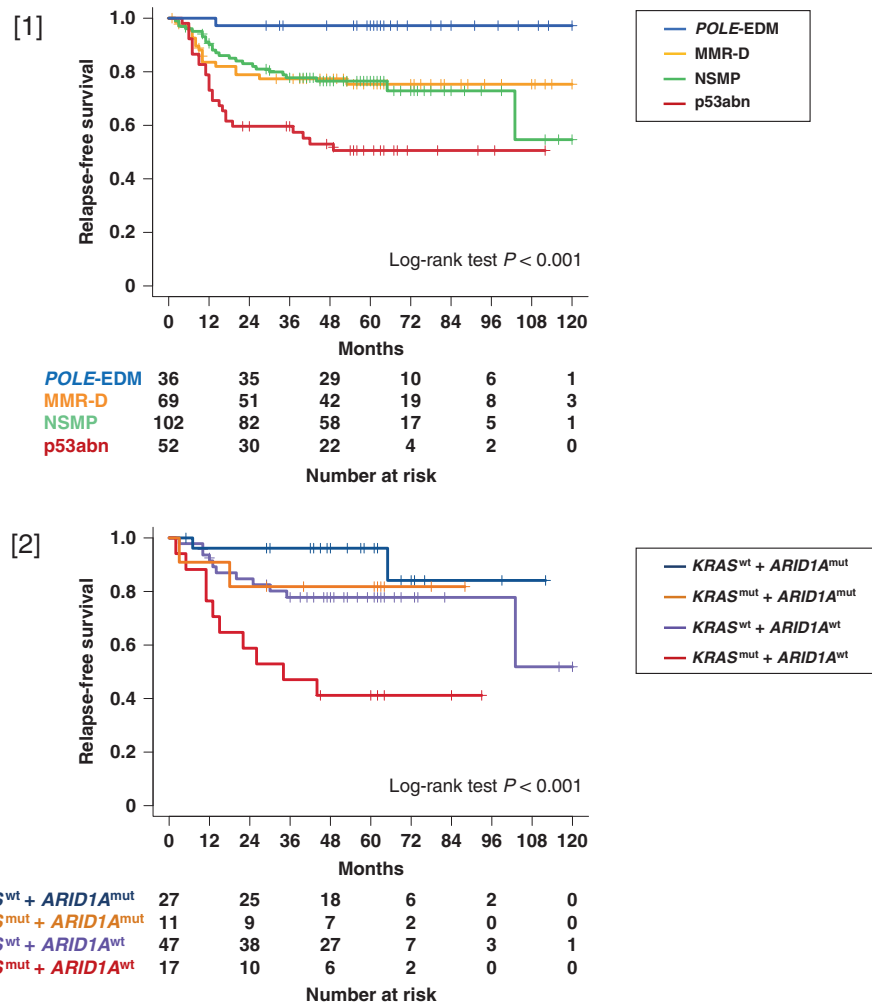 [1]
Relapse-free survival
1.0
0.8
0.6
0.4
0.2
0
Log-rank test P < 0.001
0 12 24 36 48 60 72 84 96 108 120
Months
POLE-EDM
MMR-D
NSMP
p53abn
POLE-EDM 36 35 29 10 6 1
MMR-D 69 51 42 19 8 3
NSMP 102 82 58 17 5 1
p53abn 52 30 22 4 2 0
Number at risk
[2]
Relapse-free survival
1.0
0.8
0.6
0.4
0.2
0
Log-rank test P < 0.001
0 12 24 36 48 60 72 84 96 108 120
Months
KRASwt + ARID1Amut
KRASmut + ARID1Amut
KRASwt + ARID1Awt
KRASmut + ARID1Awt
Swt + ARID1Amut 27 25 18 6 2 0
Smut + ARID1Amut 11 9 7 2 0 0
Swt + ARID1Awt 47 38 27 7 3 1
Smut + ARID1Awt 17 10 6 2 0 0
Number at risk